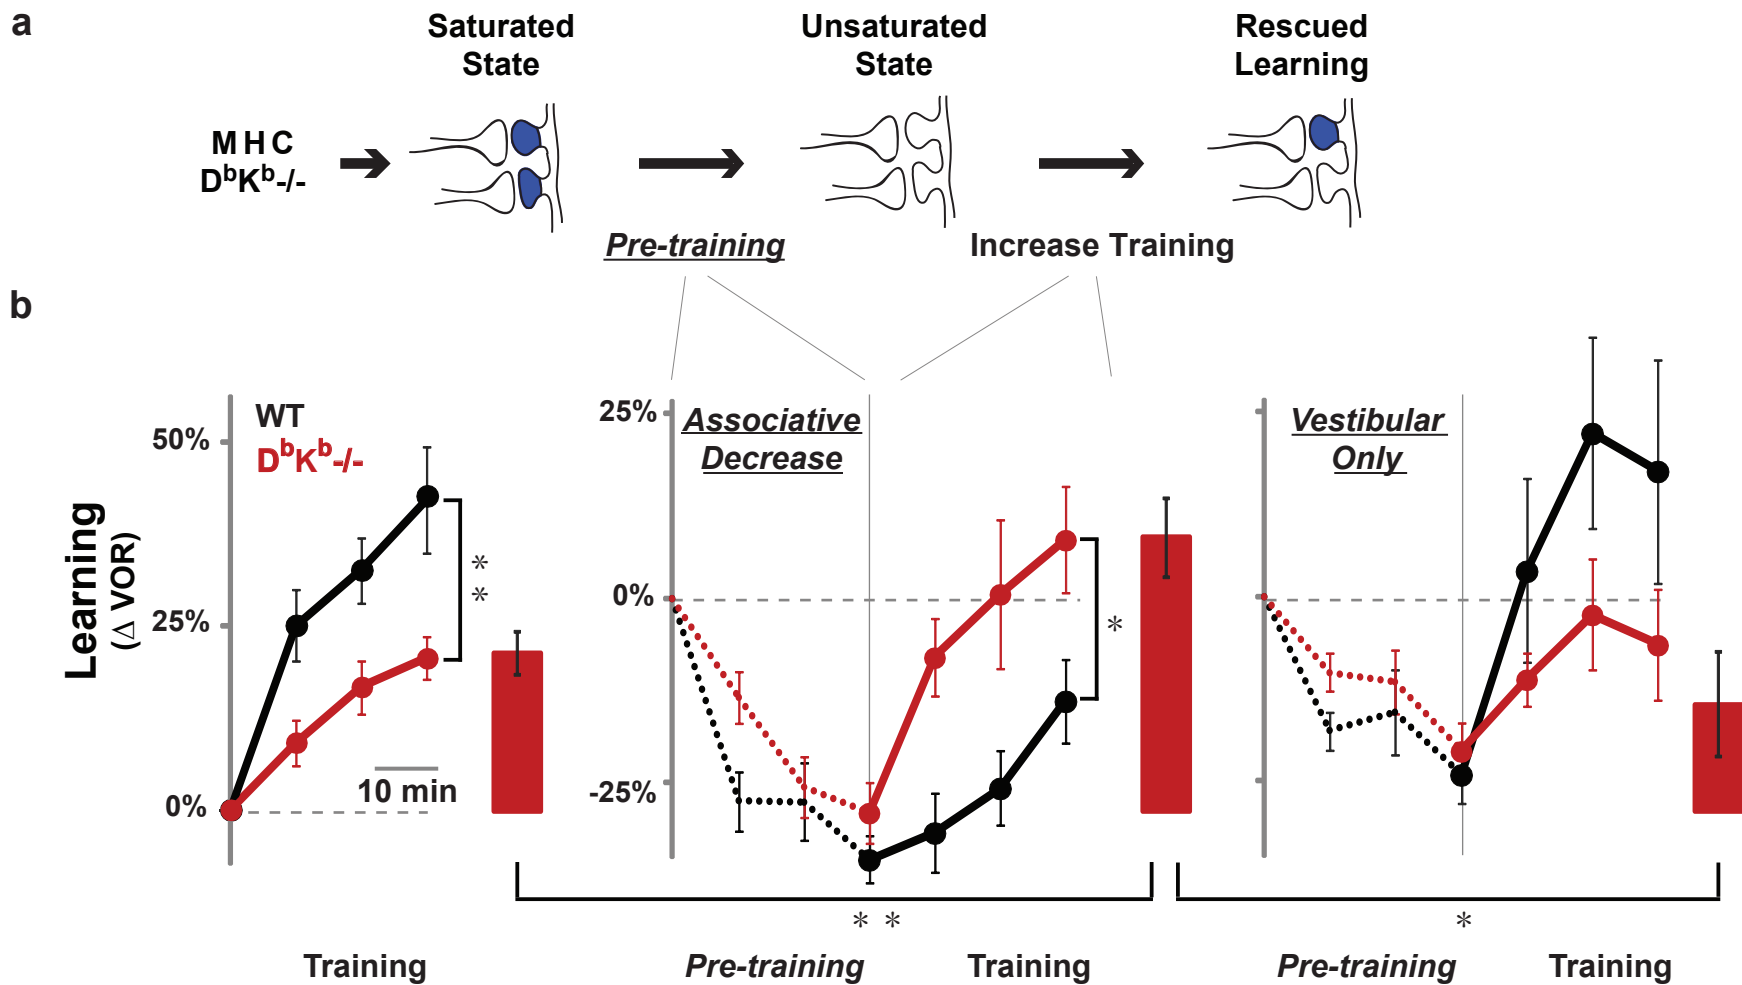 a
Saturated
State
Unsaturated
State
Rescued
Learning
M H C
DᵇKᵇ-/-
Pre-training
Increase Training
b
Learning
(Δ VOR)
50%
25%
0%
WT
DᵇKᵇ-/-
**
10 min
Training
25%
0%
-25%
Associative
Decrease
*
Pre-training
Training
* *
Vestibular
Only
*
Pre-training
Training